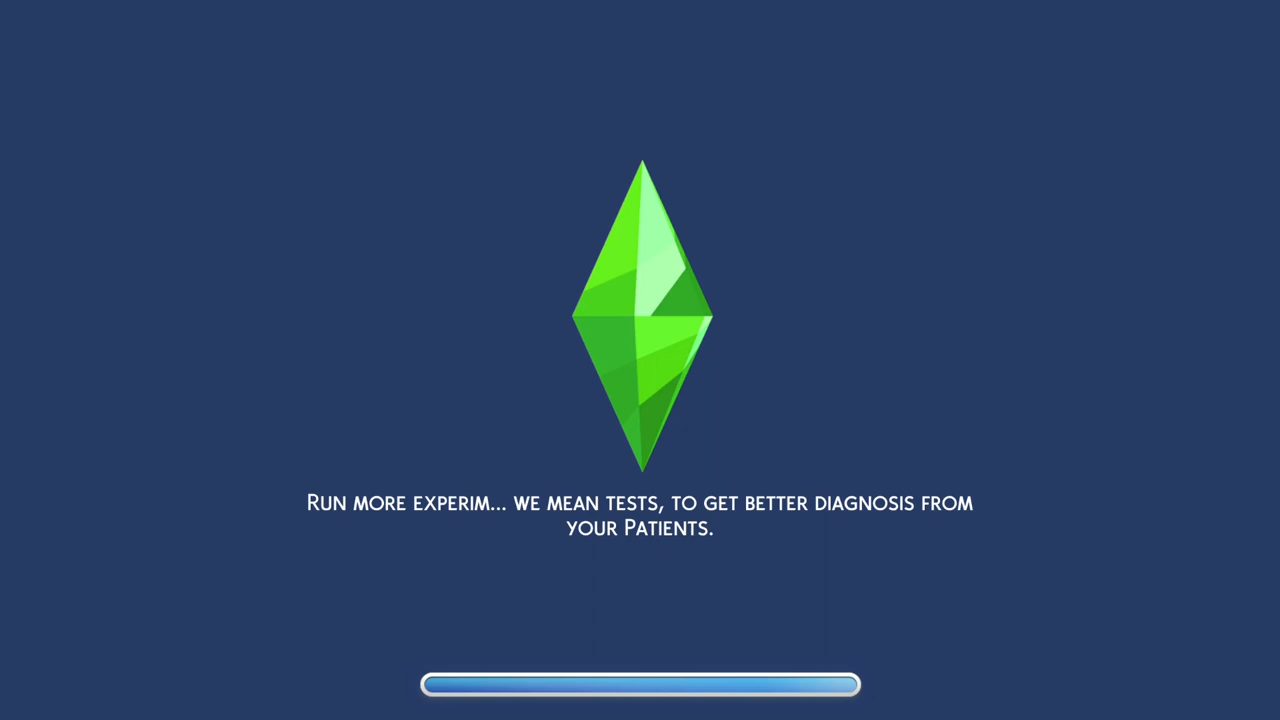 Run more experim... we mean tests, to get better diagnosis from
your Patients.